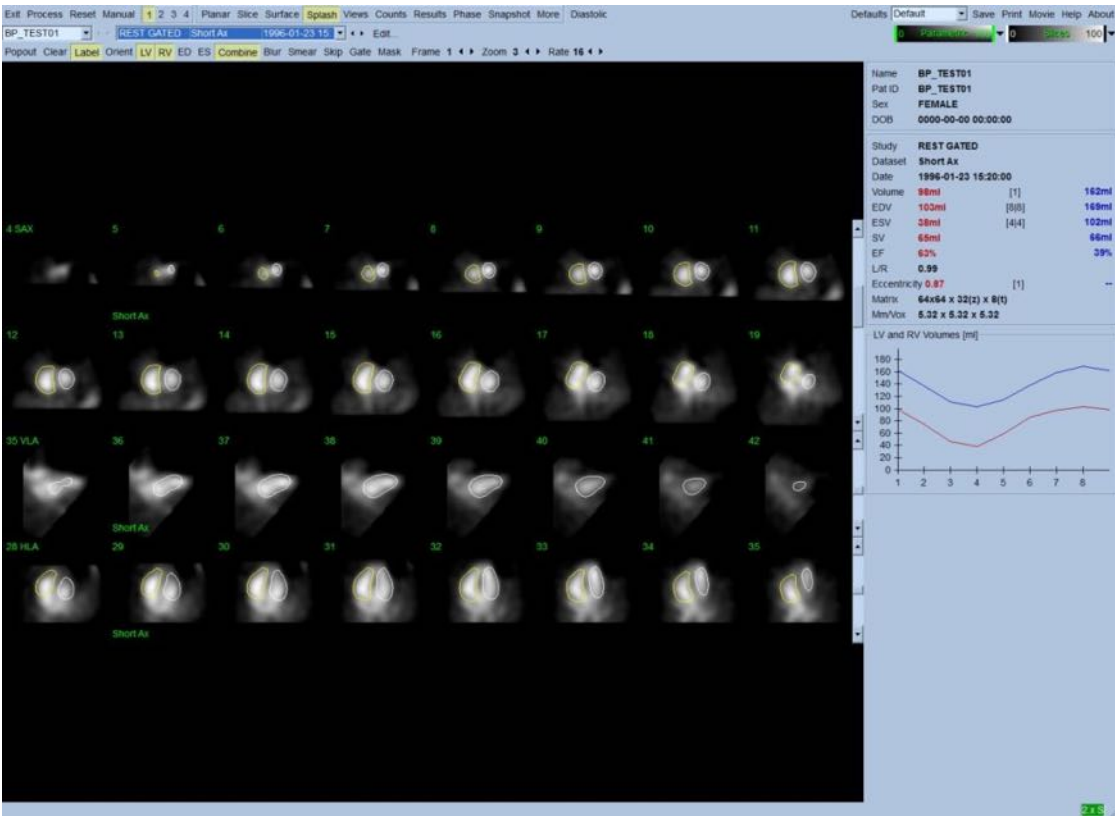 Exit Process Reset Manual 1 2 3 4 Planar Slice Surface Splash Views Counts Results Phase Snapshot More Diastolic Defaults Default Save Print Movie Help About
BP_TEST01 REST GATED Short Ax 1996-01-23 15 Edit... 0 Parametric 0 Slices 100
Popout Clear Label Orient LV RV ED ES Combine Blur Smear Skip Gate Mask Frame 1 Zoom 3 Rate 16
Name BP_TEST01
Pat ID BP_TEST01
Sex FEMALE
DOB 0000-00-00 00:00:00
Study REST GATED
Dataset Short Ax
Date 1996-01-23 15:20:00
Volume 98ml [1] 162ml
EDV 103ml [8|8] 169ml
ESV 38ml [4|4] 102ml
SV 65ml 66ml
EF 63% 39%
L/R 0.99
Eccentricity 0.87 [1] --
Matrix 64x64 x 32(z) x 8(t)
Mm/Vox 5.32 x 5.32 x 5.32
LV and RV Volumes [ml]
180
160
140
120
100
80
60
40
20
0
1 2 3 4 5 6 7 8
4 SAX 5 6 7 8 9 10 11
Short Ax
12 13 14 15 16 17 18 19
35 VLA 36 37 38 39 40 41 42
Short Ax
28 HLA 29 30 31 32 33 34 35
Short Ax
2 x S